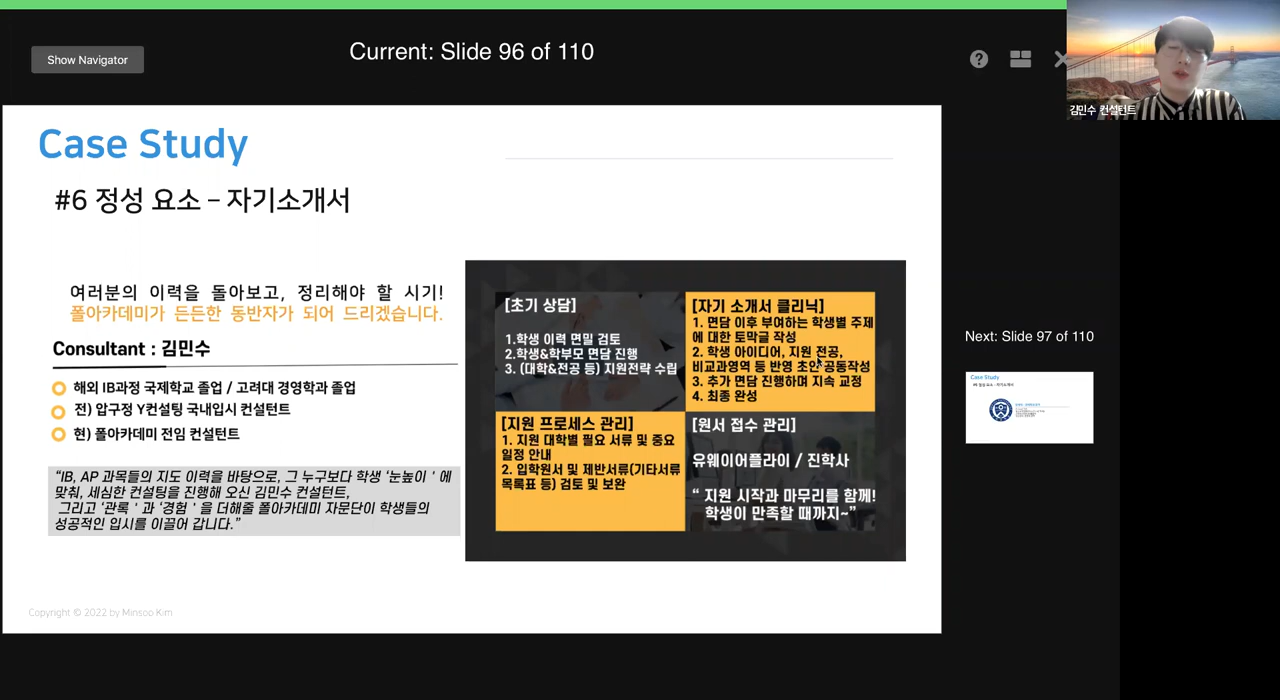 Show Navigator
Current: Slide 96 of 110
김민수 컨설턴트
Case Study
#6 정성 요소 – 자기소개서
여러분의 이력을 돌아보고, 정리해야 할 시기!
폴아카데미가 든든한 동반자가 되어 드리겠습니다.
Consultant : 김민수
해외 IB과정 국제학교 졸업 / 고려대 경영학과 졸업
전) 압구정 Y컨설팅 국내입시 컨설턴트
현) 폴아카데미 전임 컨설턴트
“IB, AP 과목들의 지도 이력을 바탕으로, 그 누구보다 학생 ‘눈높이 ’ 에
맞춰, 세심한 컨설팅을 진행해 오신 김민수 컨설턴트,
그리고 ‘관록 ’ 과 ‘경험 ’ 을 더해줄 폴아카데미 자문단이 학생들의
성공적인 입시를 이끌어 갑니다.”
[초기 상담]
1.학생 이력 면밀 검토
2.학생&학부모 면담 진행
3. (대학&전공 등) 지원전략 수립
[자기 소개서 클리닉]
1. 면담 이후 부여하는 학생별 주제
에 대한 토막글 작성
2. 학생 아이디어, 지원 전공,
비교과영역 등 반영 초안 공동작성
3. 추가 면담 진행하며 지속 교정
4. 최종 완성
[지원 프로세스 관리]
1. 지원 대학별 필요 서류 및 중요
일정 안내
2. 입학원서 및 제반서류(기타서류
목록표 등) 검토 및 보완
[원서 접수 관리]
유웨이어플라이 / 진학사
“ 지원 시작과 마무리를 함께!
학생이 만족할 때까지~”
Copyright © 2022 by Minsoo Kim
Next: Slide 97 of 110
Case Study